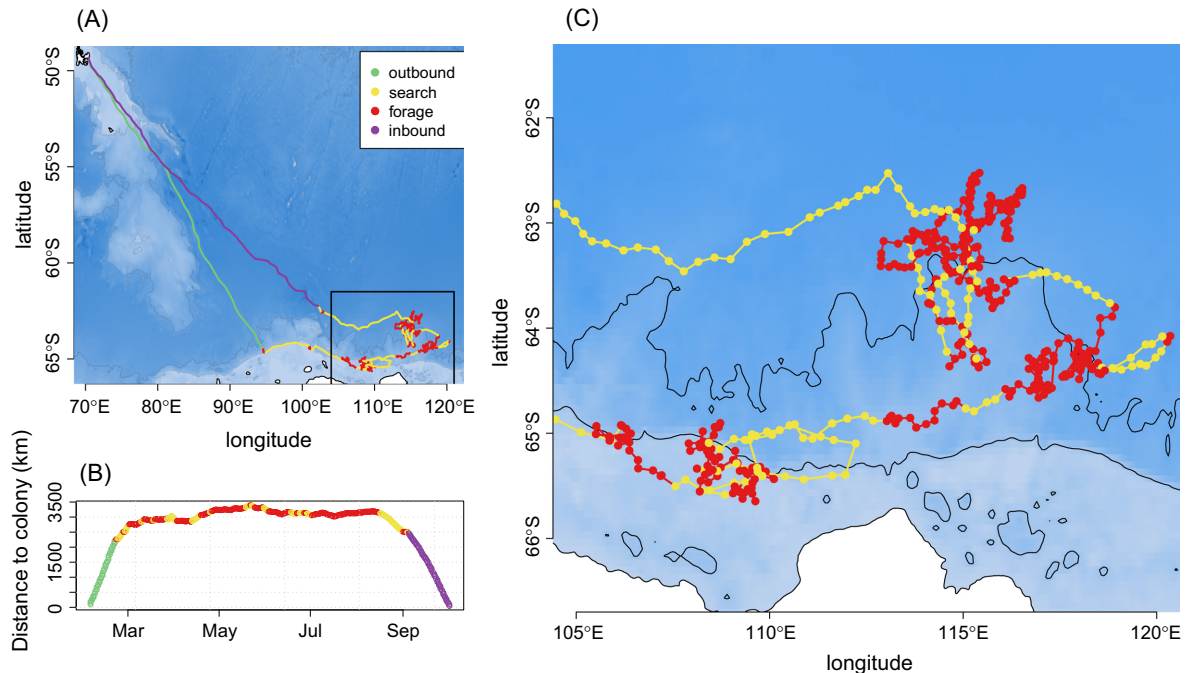 (A)
50°S
55°S
60°S
65°S
latitude
outbound
search
forage
inbound
70°E
80°E
90°E
100°E
110°E
120°E
longitude
(B)
Distance to colony (km)
3500
1500
0
Mar
May
Jul
Sep
(C)
62°S
63°S
64°S
65°S
66°S
latitude
105°E
110°E
115°E
120°E
longitude